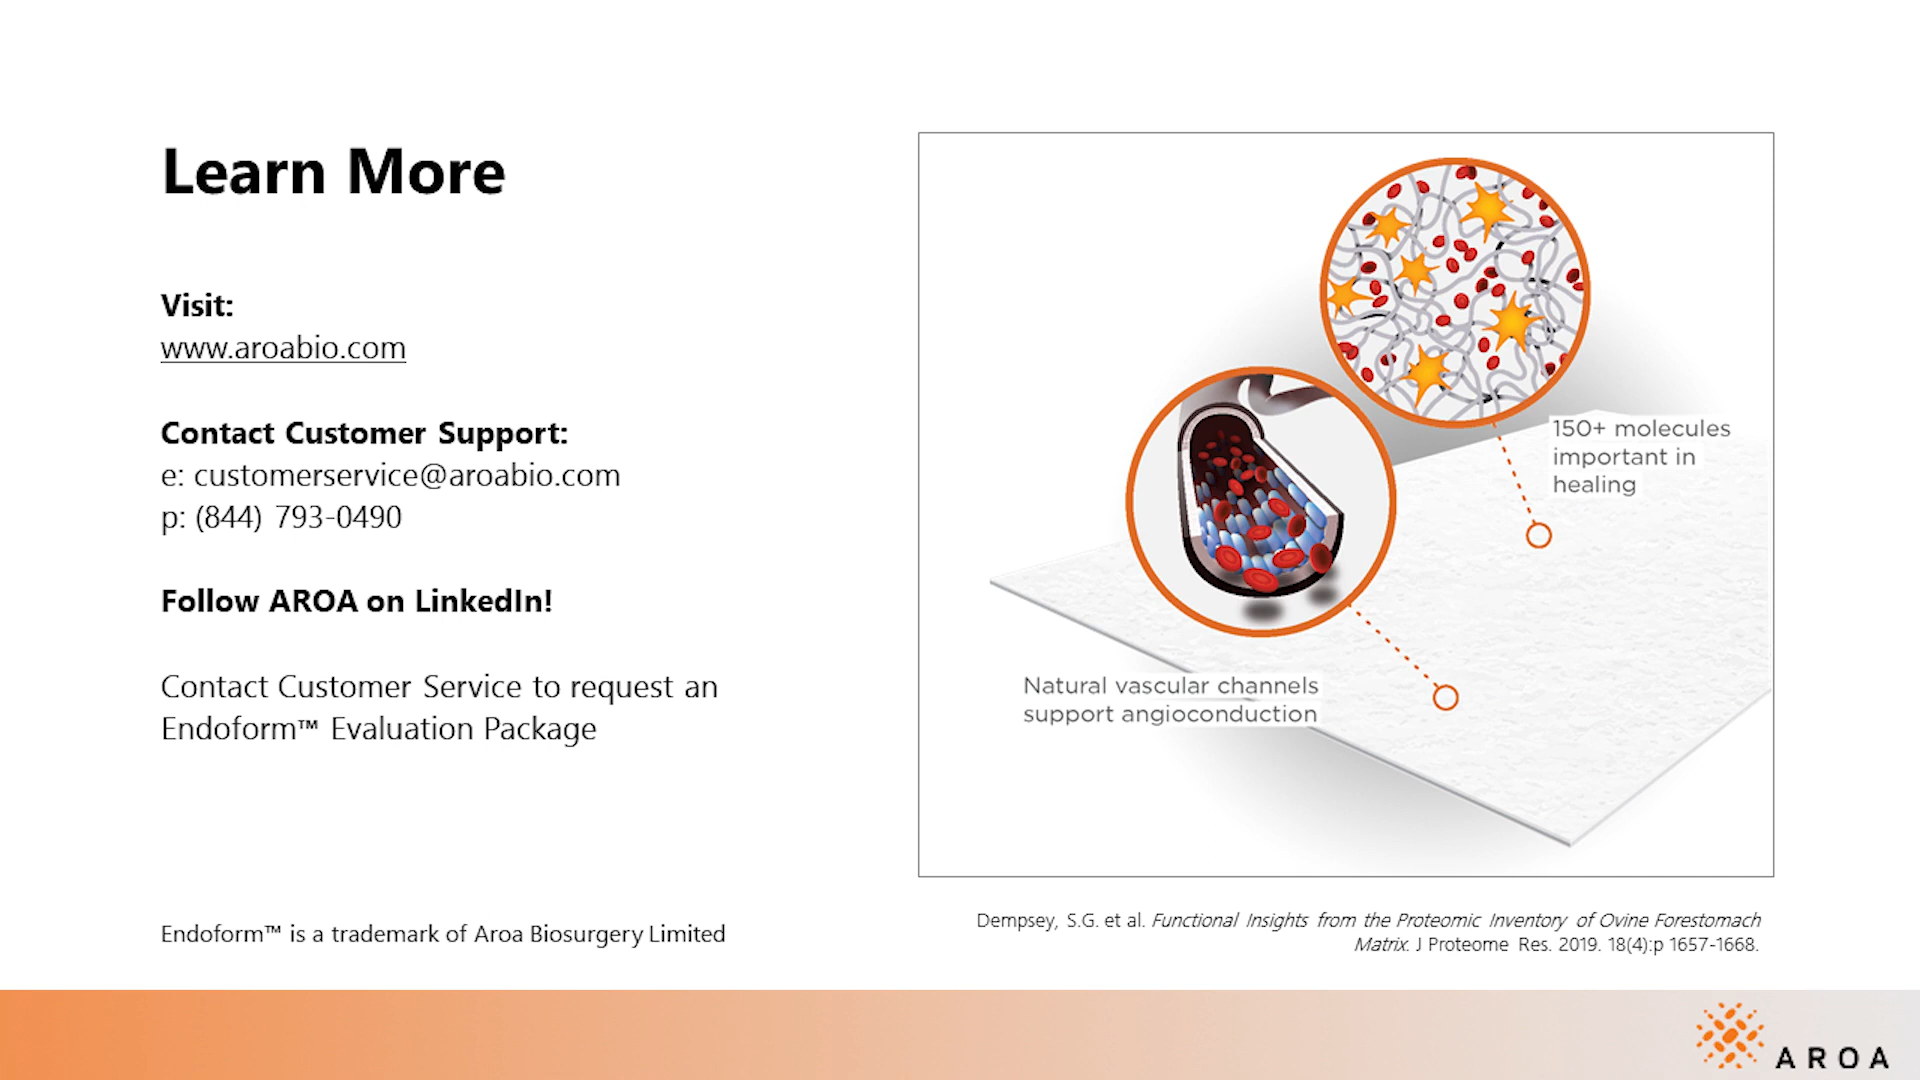 Learn More
Visit:
www.aroabio.com
Contact Customer Support:
e: customerservice@aroabio.com
p: (844) 793-0490
Follow AROA on LinkedIn!
Contact Customer Service to request an
Endoform™ Evaluation Package
Endoform™ is a trademark of Aroa Biosurgery Limited
150+ molecules
important in
healing
Natural vascular channels
support angioconduction
Dempsey, S.G. et al. Functional Insights from the Proteomic Inventory of Ovine Forestomach
Matrix. J Proteome Res. 2019. 18(4):p 1657-1668.
AROA